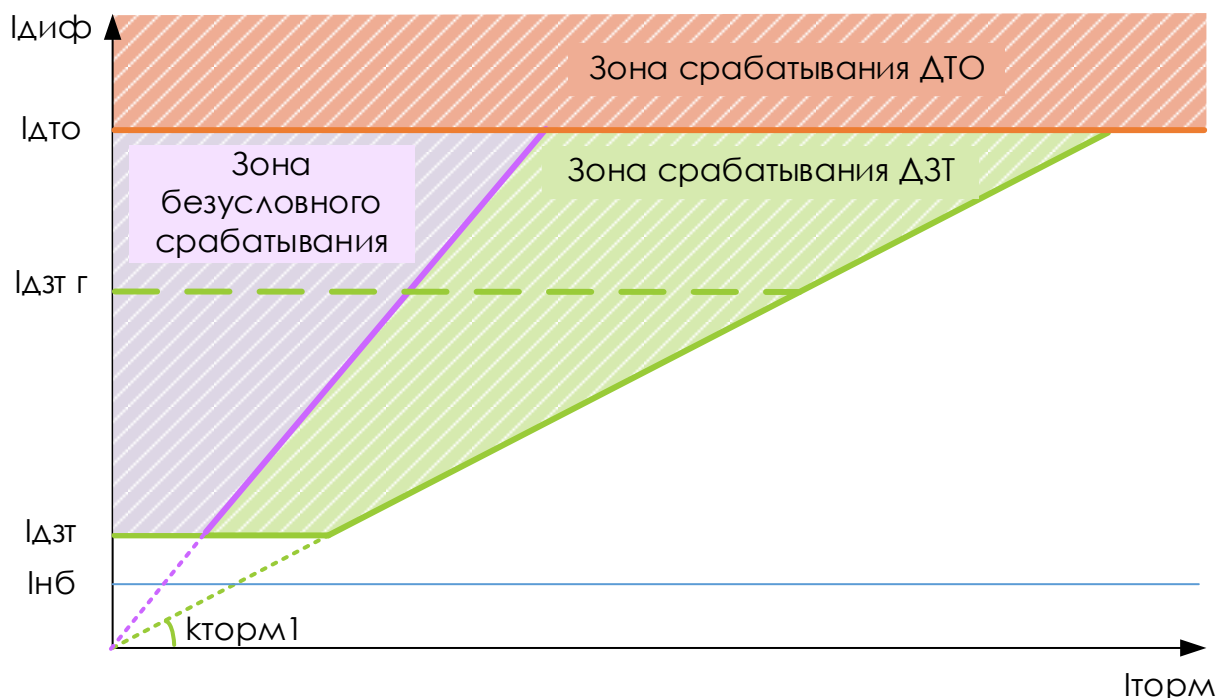 Iдиф
Зона срабатывания ДТО
Iдто
Зона
безусловного
срабатывания
Зона срабатывания ДЗТ
Iдзт г
Iдзт
Iнб
kторм1
Iторм